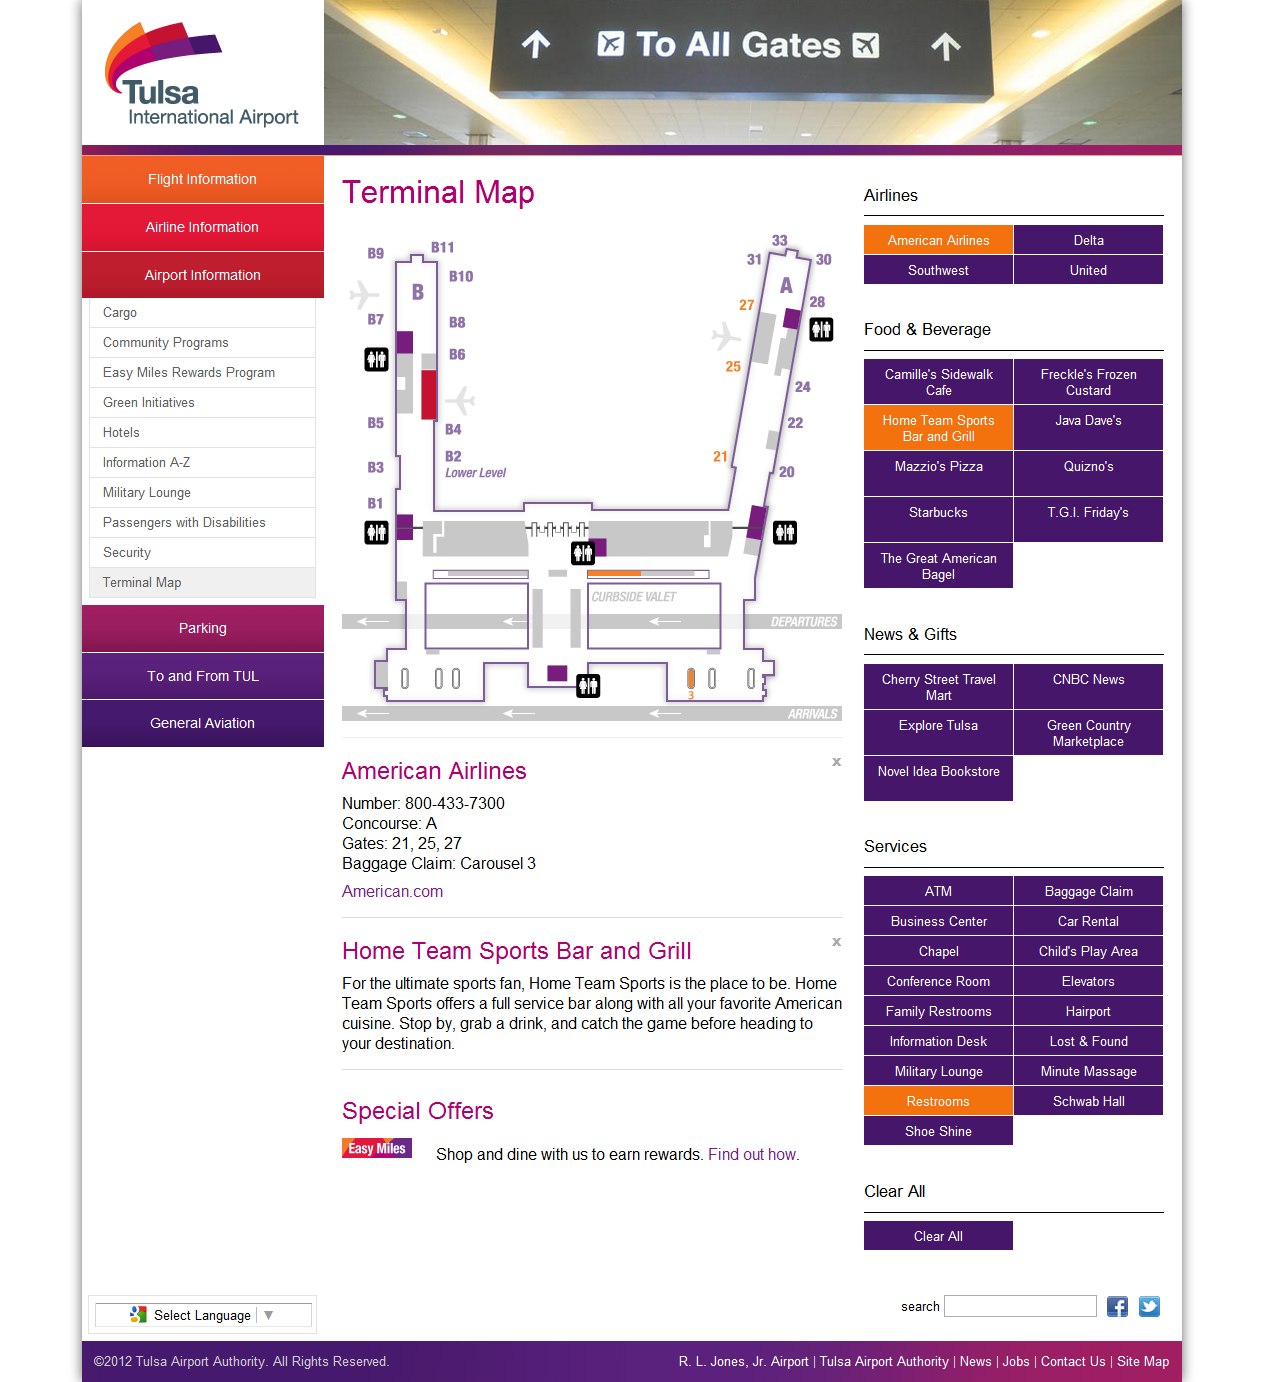 Tulsa
International Airport
To All Gates
Flight Information
Airline Information
Airport Information
Cargo
Community Programs
Easy Miles Rewards Program
Green Initiatives
Hotels
Information A-Z
Military Lounge
Passengers with Disabilities
Security
Terminal Map
Parking
To and From TUL
General Aviation
Terminal Map
B9
B11
B10
B
B7
B8
B6
B5
B4
B3
B2
Lower Level
B1
33
31
30
A
27
28
25
24
22
21
20
CURBSIDE VALET
DEPARTURES
3
ARRIVALS
American Airlines
x
Number: 800-433-7300
Concourse: A
Gates: 21, 25, 27
Baggage Claim: Carousel 3
American.com
Home Team Sports Bar and Grill
x
For the ultimate sports fan, Home Team Sports is the place to be. Home
Team Sports offers a full service bar along with all your favorite American
cuisine. Stop by, grab a drink, and catch the game before heading to
your destination.
Special Offers
Easy Miles
Shop and dine with us to earn rewards. Find out how.
Airlines
American Airlines
Delta
Southwest
United
Food & Beverage
Camille's Sidewalk
Cafe
Freckle's Frozen
Custard
Home Team Sports
Bar and Grill
Java Dave's
Mazzio's Pizza
Quizno's
Starbucks
T.G.I. Friday's
The Great American
Bagel
News & Gifts
Cherry Street Travel
Mart
CNBC News
Explore Tulsa
Green Country
Marketplace
Novel Idea Bookstore
Services
ATM
Baggage Claim
Business Center
Car Rental
Chapel
Child's Play Area
Conference Room
Elevators
Family Restrooms
Hairport
Information Desk
Lost & Found
Military Lounge
Minute Massage
Restrooms
Schwab Hall
Shoe Shine
Clear All
Clear All
Select Language ▼
search
©2012 Tulsa Airport Authority. All Rights Reserved.
R. L. Jones, Jr. Airport | Tulsa Airport Authority | News | Jobs | Contact Us | Site Map